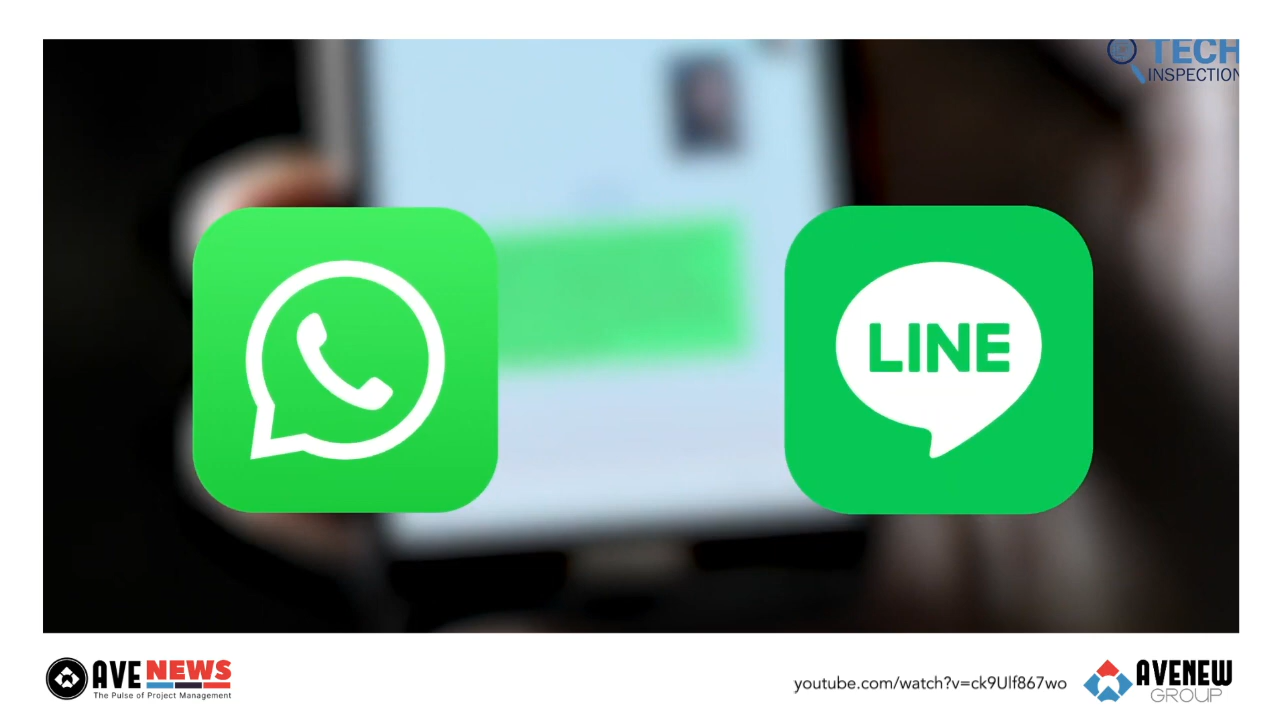 TECH
INSPECTION
LINE
AVE NEWS
The Pulse of Project Management
youtube.com/watch?v=ck9Ulf867wo
AVENEW
GROUP